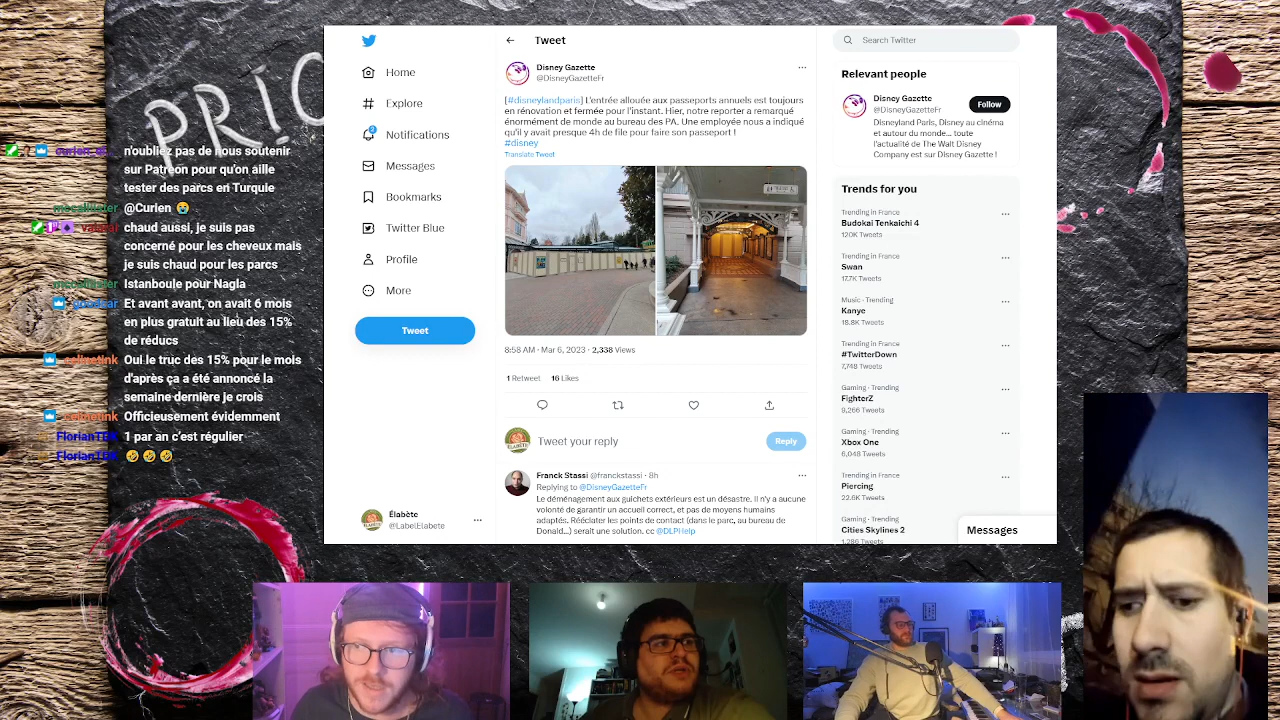 PRIC
n'oubliez pas de nous soutenir
sur Patreon pour qu'on aille
tester des parcs en Turquie
@Curien 😭
chaud aussi, je suis pas
concerné pour les cheveux mais
je suis chaud pour les parcs
Istanbule pour Nagla
Et avant avant, on avait 6 mois
en plus gratuit au lieu des 15%
de réducs
celinetink Oui le truc des 15% pour le mois
d'après ça a été annoncé la
semaine dernière je crois
celinetink Officieusement évidemment
1 par an c'est régulier
🤣 🤣 🤣
Home
Explore
2
Notifications
Messages
Bookmarks
Twitter Blue
Profile
More
Tweet
Élabète
@LabelElabete
Tweet
Disney Gazette
@DisneyGazetteFr
[#disneylandparis] L'entrée allouée aux passeports annuels est toujours
en rénovation et fermée pour l'instant. Hier, notre reporter a remarqué
énormément de monde au bureau des PA. Une employée nous a indiqué
qu'il y avait presque 4h de file pour faire son passeport !
#disney
Translate Tweet
8:58 AM · Mar 6, 2023 · 2,338 Views
1 Retweet 16 Likes
ELABETE
Tweet your reply
Reply
Franck Stassi @franckstassi · 8h
Replying to @DisneyGazetteFr
Le déménagement aux guichets extérieurs est un désastre. Il n'y a aucune
volonté de garantir un accueil correct, et pas de moyens humains
adaptés. Rééclater les points de contact (dans le parc, au bureau de
Donald...) serait une solution. cc @DLPHelp
Search Twitter
Relevant people
Disney Gazette
@DisneyGazetteFr
Follow
Disneyland Paris, Disney au cinéma
et autour du monde... toute
l'actualité de The Walt Disney
Company est sur Disney Gazette !
Trends for you
Trending in France
Budokai Tenkaichi 4
120K Tweets
Trending in France
Swan
17.7K Tweets
Music · Trending
Kanye
18.8K Tweets
Trending in France
#TwitterDown
7,748 Tweets
Gaming · Trending
FighterZ
9,266 Tweets
Gaming · Trending
Xbox One
6,048 Tweets
Trending in France
Piercing
22.6K Tweets
Gaming · Trending
Cities Skylines 2
1,286 Tweets
Messages